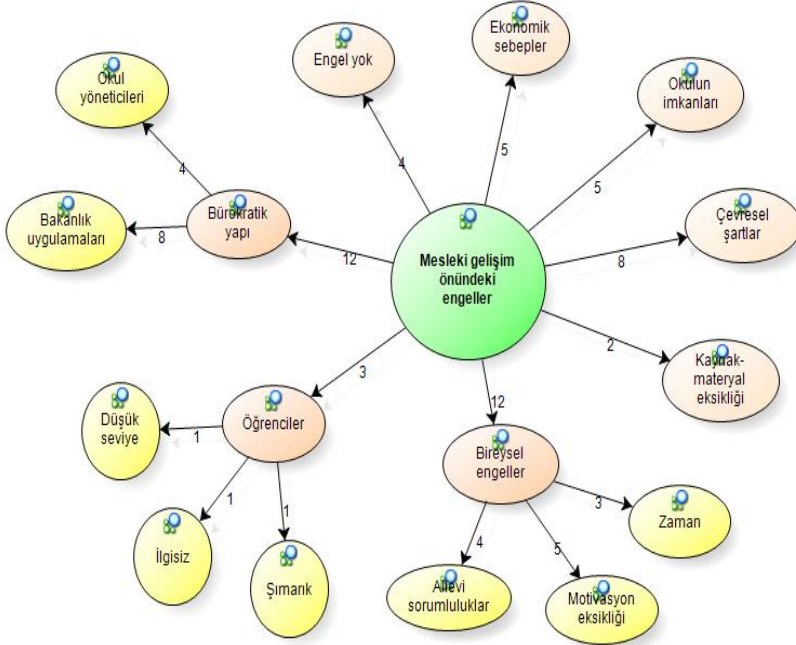 Ekonomik
sebepler
Engel yok
Okul
yöneticileri
Okulun
imkanları
4
5
4
5
Bakanlık
uygulamaları
Bürokratik
yapı
Çevresel
şartlar
8
12
Mesleki gelişim
önündeki
engeller
8
2
Kaynak-
materyal
eksikliği
3
12
Düşük
seviye
Öğrenciler
1
Bireysel
engeller
1
1
3
Zaman
4
5
İlgisiz
Şımarık
Ailevi
sorumluluklar
Motivasyon
eksikliği